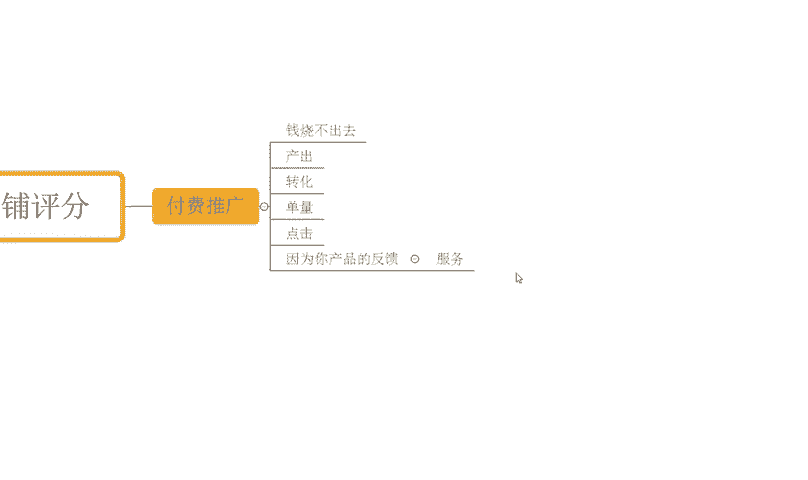 铺评分
付费推广
钱烧不出去
产出
转化
单量
点击
因为你产品的反馈 服务